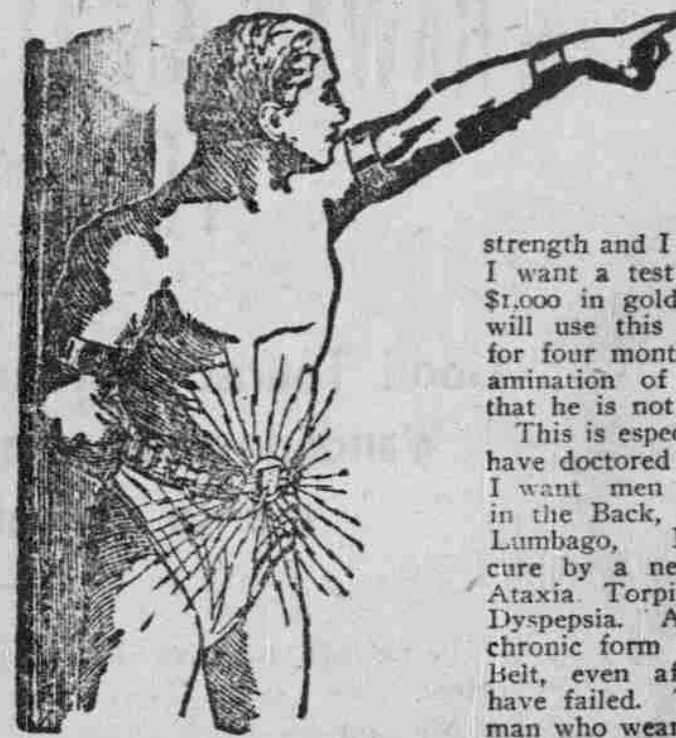 strength and I
I want a test
$1.000 in gold
will use this
for four mont
amination of
that he is not
This is espec
have doctored
I want men
in the Back,
Lumbago,
cure by a ne
Ataxia. Torpi
Dyspepsia. A
chronic form
Belt, even af
have failed.
man who wear